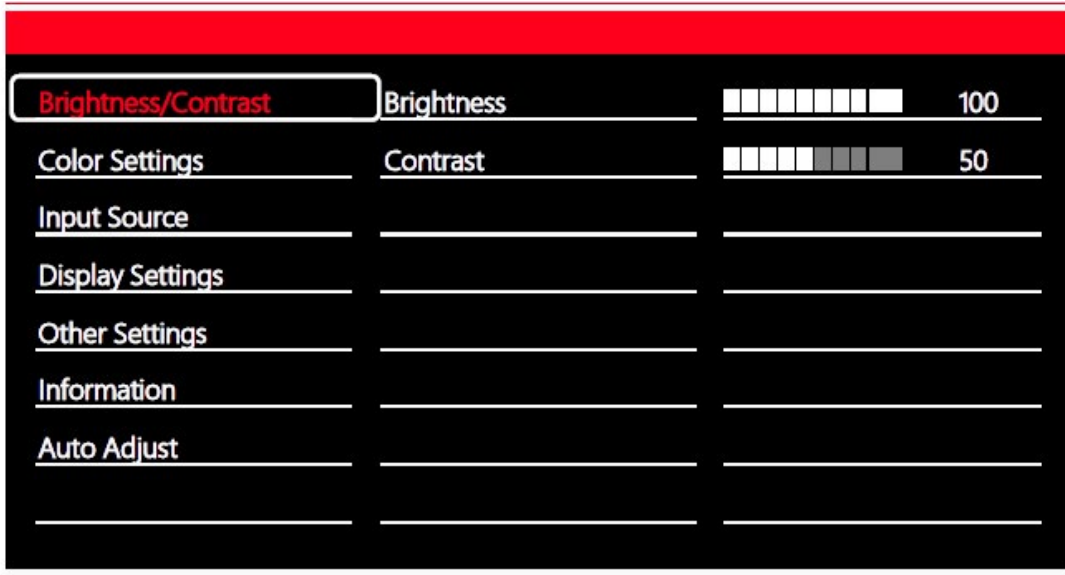 Brightness/Contrast Brightness 100
Color Settings Contrast 50
Input Source
Display Settings
Other Settings
Information
Auto Adjust